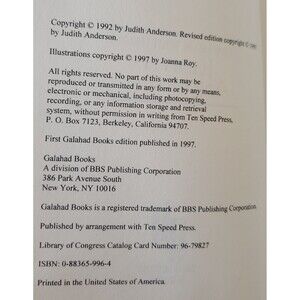 Copyright © 1992 by Judith Anderson. Revised edition copyright ©
by Judith Anderson.
Illustrations copyright © 1997 by Joanna Roy.
All rights reserved. No part of this work may be
reproduced or transmitted in any form or by any means,
electronic or mechanical, including photocopying,
recording, or any information storage and retrieval
system, without permission in writing from Ten Speed Press,
P. O. Box 7123, Berkeley, California 94707.
First Galahad Books edition published in 1997.
Galahad Books
A division of BBS Publishing Corporation
386 Park Avenue South
New York, NY 10016
Galahad Books is a registered trademark of BBS Publishing Corporation.
Published by arrangement with Ten Speed Press.
Library of Congress Catalog Card Number: 96-79827
ISBN: 0-88365-996-4
Printed in the United States of America.